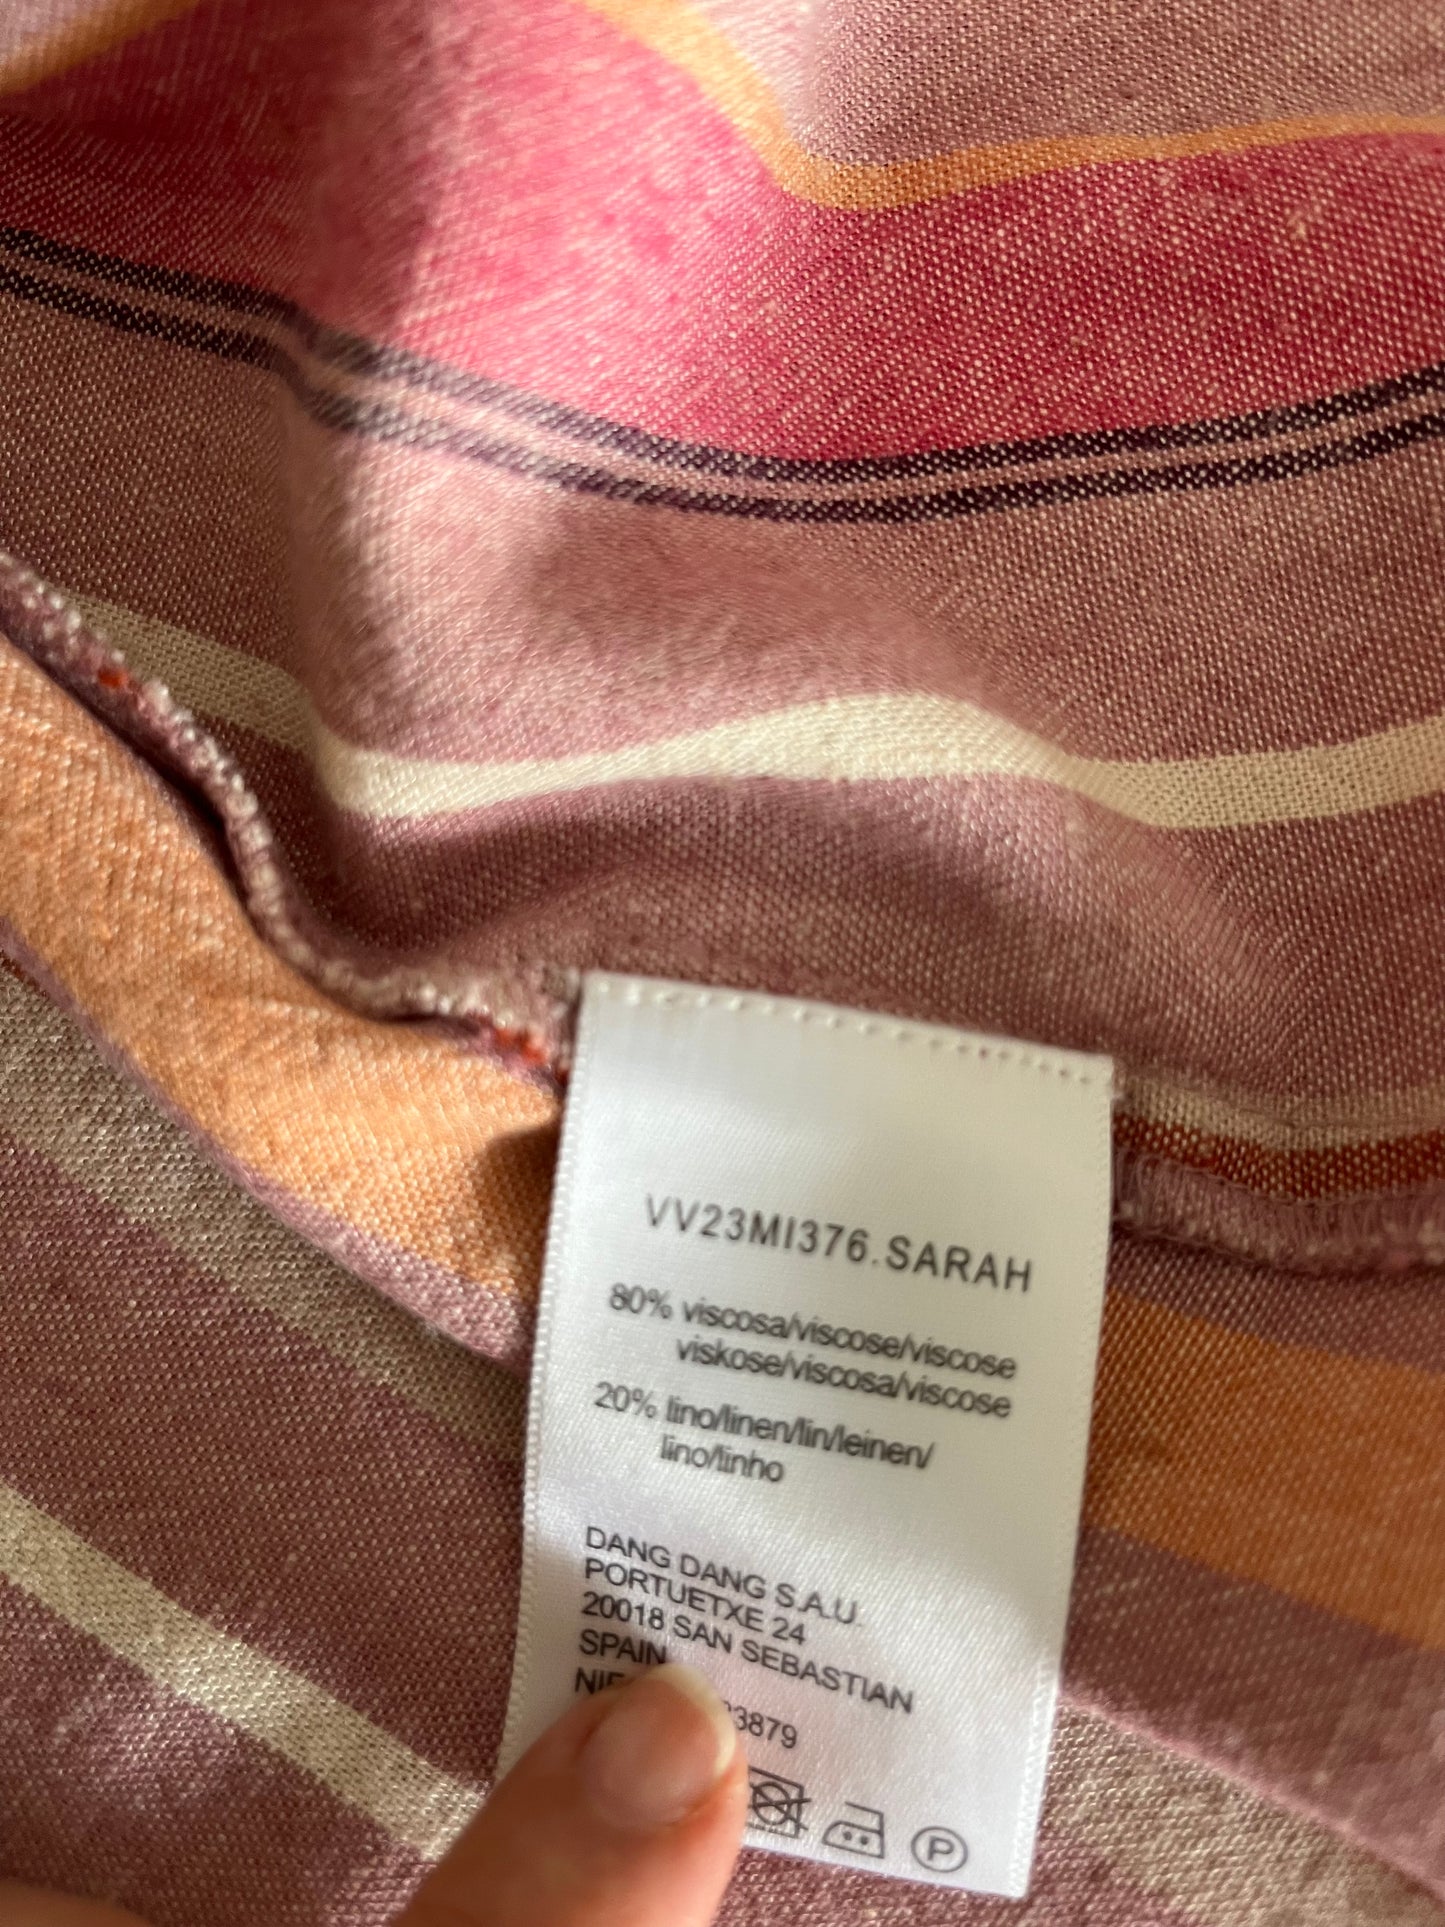 VV23MI376.SARAH
80% viscosa/viscose/viscose
viskose/viscosa/viscose
20% lino/linen/lin/leinen/
lino/linho
DANG DANG S.A.U.
PORTUETXE 24
20018 SAN SEBASTIAN
SPAIN
P